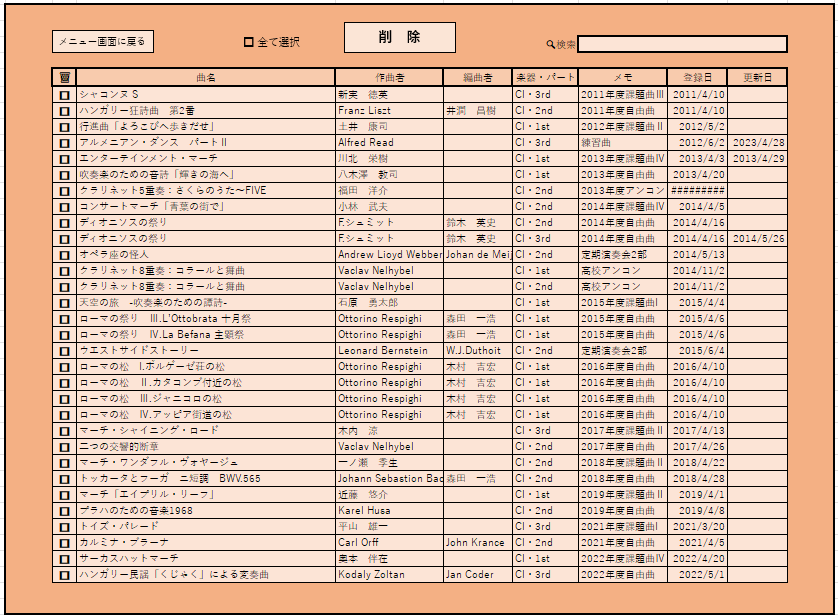 メニュー画面に戻る
全て選択
削　除
検索
曲名 作曲者 編曲者 楽器・パート メモ 登録日 更新日
シャコンヌＳ 新実　徳英 Cl・3rd 2011年度課題曲Ⅲ 2011/4/10
ハンガリー狂詩曲　第2番 Franz Liszt 井澗　昌樹 Cl・2nd 2011年度自由曲 2011/4/10
行進曲「よろこびへ歩きだせ」 土井　康司 Cl・1st 2012年度課題曲Ⅱ 2012/5/2
アルメニアン・ダンス　パートⅡ Alfred Read Cl・3rd 練習曲 2012/6/2 2023/4/28
エンターテインメント・マーチ 川北　栄樹 Cl・1st 2013年度課題曲Ⅳ 2013/4/3 2013/4/29
吹奏楽のための音詩「輝きの海へ」 八木澤　教司 Cl・1st 2013年度自由曲 2013/4/20
クラリネット5重奏：さくらのうた～FIVE 福田　洋介 Cl・2nd 2013年度アンコン #########
コンサートマーチ「青葉の街で」 小林　武夫 Cl・2nd 2014年度課題曲Ⅳ 2014/4/5
ディオニソスの祭り F.シュミット 鈴木　英史 Cl・2nd 2014年度自由曲 2014/4/16
ディオニソスの祭り F.シュミット 鈴木　英史 Cl・3rd 2014年度自由曲 2014/4/16 2014/5/26
オペラ座の怪人 Andrew Lioyd Webber Johan de Meij Cl・2nd 定期演奏会2部 2014/5/13
クラリネット8重奏：コラールと舞曲 Vaclav Nelhybel Cl・1st 高校アンコン 2014/11/2
クラリネット8重奏：コラールと舞曲 Vaclav Nelhybel Cl・2nd 高校アンコン 2014/11/2
天空の旅　-吹奏楽のための譚詩- 石原　勇太郎 Cl・1st 2015年度課題曲Ⅰ 2015/4/4
ローマの祭り　Ⅲ.L'Ottobrata 十月祭 Ottorino Respighi 森田　一浩 Cl・1st 2015年度自由曲 2015/4/6
ローマの祭り　Ⅳ.La Befana 主顕祭 Ottorino Respighi 森田　一浩 Cl・1st 2015年度自由曲 2015/4/6
ウエストサイドストーリー Leonard Bernstein W.J.Duthoit Cl・2nd 定期演奏会2部 2015/6/4
ローマの松　Ⅰ.ボルゲーゼ荘の松 Ottorino Respighi 木村　吉宏 Cl・1st 2016年度自由曲 2016/4/10
ローマの松　Ⅱ.カタコンブ付近の松 Ottorino Respighi 木村　吉宏 Cl・1st 2016年度自由曲 2016/4/10
ローマの松　Ⅲ.ジャニコロの松 Ottorino Respighi 木村　吉宏 Cl・1st 2016年度自由曲 2016/4/10
ローマの松　Ⅳ.アッピア街道の松 Ottorino Respighi 木村　吉宏 Cl・1st 2016年度自由曲 2016/4/10
マーチ・シャイニング・ロード 木内　涼 Cl・3rd 2017年度課題曲Ⅱ 2017/4/13
二つの交響的断章 Vaclav Nelhybel Cl・2nd 2017年度自由曲 2017/4/26
マーチ・ワンダフル・ヴォヤージュ 一ノ瀬　季生 Cl・2nd 2018年度課題曲Ⅱ 2018/4/22
トッカータとフーガ　ニ短調　BWV.565 Johann Sebastian Bac 森田　一浩 Cl・2nd 2018年度自由曲 2018/4/28
マーチ「エイプリル・リーフ」 近藤　悠介 Cl・1st 2019年度課題曲Ⅱ 2019/4/1
プラハのための音楽1968 Karel Husa Cl・2nd 2019年度自由曲 2019/4/8
トイズ・パレード 平山　雄一 Cl・3rd 2021年度課題曲Ⅰ 2021/3/20
カルミナ・ブラーナ Carl Orff John Krance Cl・2nd 2021年度自由曲 2021/4/5
サーカスハットマーチ 奥本　伴在 Cl・1st 2022年度課題曲Ⅳ 2022/4/20
ハンガリー民謡「くじゃく」による変奏曲 Kodaly Zoltan Jan Coder Cl・3rd 2022年度自由曲 2022/5/1